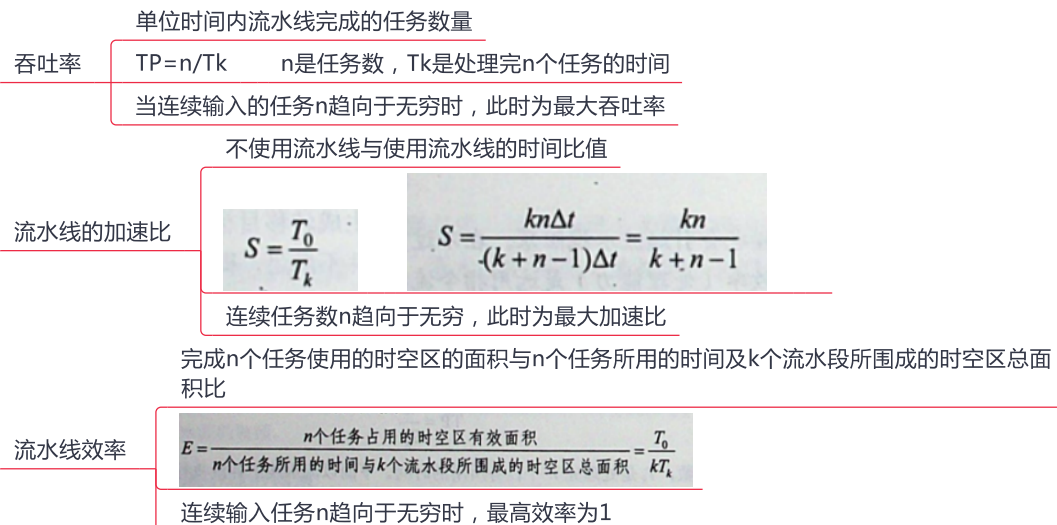 单位时间内流水线完成的任务数量
吞吐率
TP=n/Tk n是任务数，Tk是处理完n个任务的时间
当连续输入的任务n趋向于无穷时，此时为最大吞吐率
不使用流水线与使用流水线的时间比值
流水线的加速比
S=T₀/Tₖ
S=knΔt/(k+n−1)Δt=kn/k+n−1
连续任务数n趋向于无穷，此时为最大加速比
完成n个任务使用的时空区的面积与n个任务所用的时间及k个流水段所围成的时空区总面
积比
流水线效率
E=n个任务占用的时空区有效面积/n个任务所用的时间与k个流水段所围成的时空区总面积=T₀/kTₖ
连续输入任务n趋向于无穷时，最高效率为1